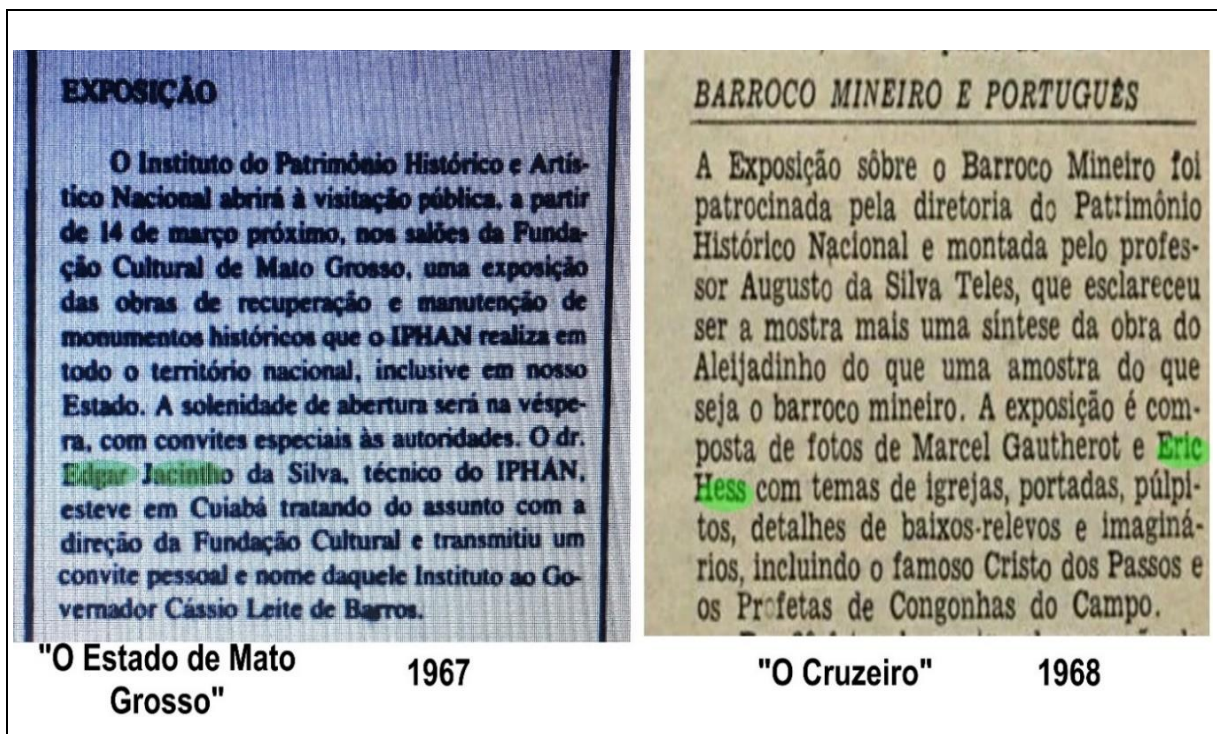 EXPOSIÇÃO
O Instituto do Patrimônio Histórico e Artís-
tico Nacional abrirá à visitação pública, a partir
de 14 de março próximo, nos salões da Funda-
ção Cultural de Mato Grosso, uma exposição
das obras de recuperação e manutenção de
monumentos históricos que o IPHAN realiza em
todo o território nacional, inclusive em nosso
Estado. A solenidade de abertura será na véspe-
ra, com convites especiais às autoridades. O dr.
Edgar Jacintho da Silva, técnico do IPHAN,
esteve em Cuiabá tratando do assunto com a
direção da Fundação Cultural e transmitiu um
convite pessoal e nome daquele Instituto ao Go-
vernador Cássio Leite de Barros.
"O Estado de Mato
Grosso"
1967
BARROCO MINEIRO E PORTUGUÊS
A Exposição sôbre o Barroco Mineiro foi
patrocinada pela diretoria do Patrimônio
Histórico Nacional e montada pelo profes-
sor Augusto da Silva Teles, que esclareceu
ser a mostra mais uma síntese da obra do
Aleijadinho do que uma amostra do que
seja o barroco mineiro. A exposição é com-
posta de fotos de Marcel Gautherot e Eric
Hess com temas de igrejas, portadas, púlpi-
tos, detalhes de baixos-relevos e imaginá-
rios, incluindo o famoso Cristo dos Passos e
os Profetas de Congonhas do Campo.
"O Cruzeiro"
1968